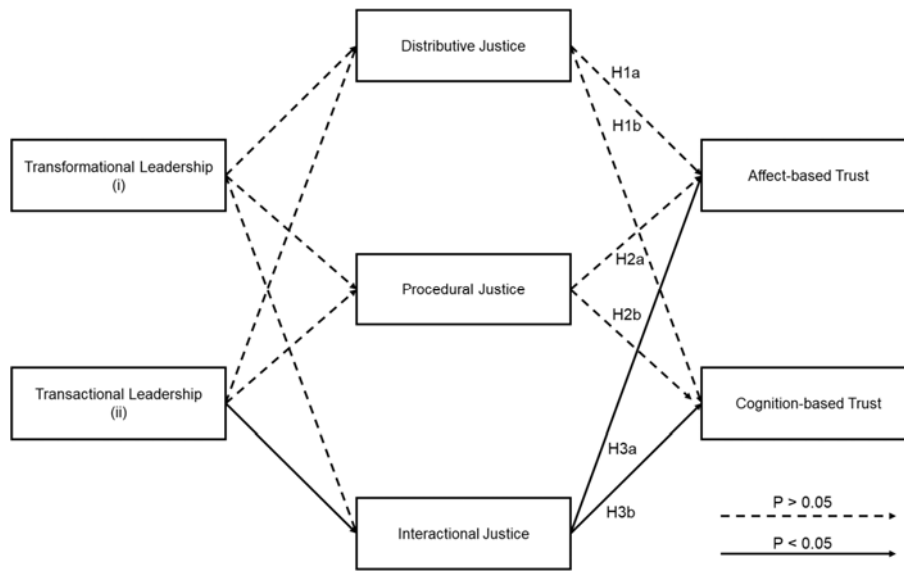 Distributive Justice
H1a
H1b
Transformational Leadership
(i)
Affect-based Trust
H2a
Procedural Justice
H2b
Transactional Leadership
(ii)
Cognition-based Trust
H3a
H3b
Interactional Justice
P > 0.05
P < 0.05